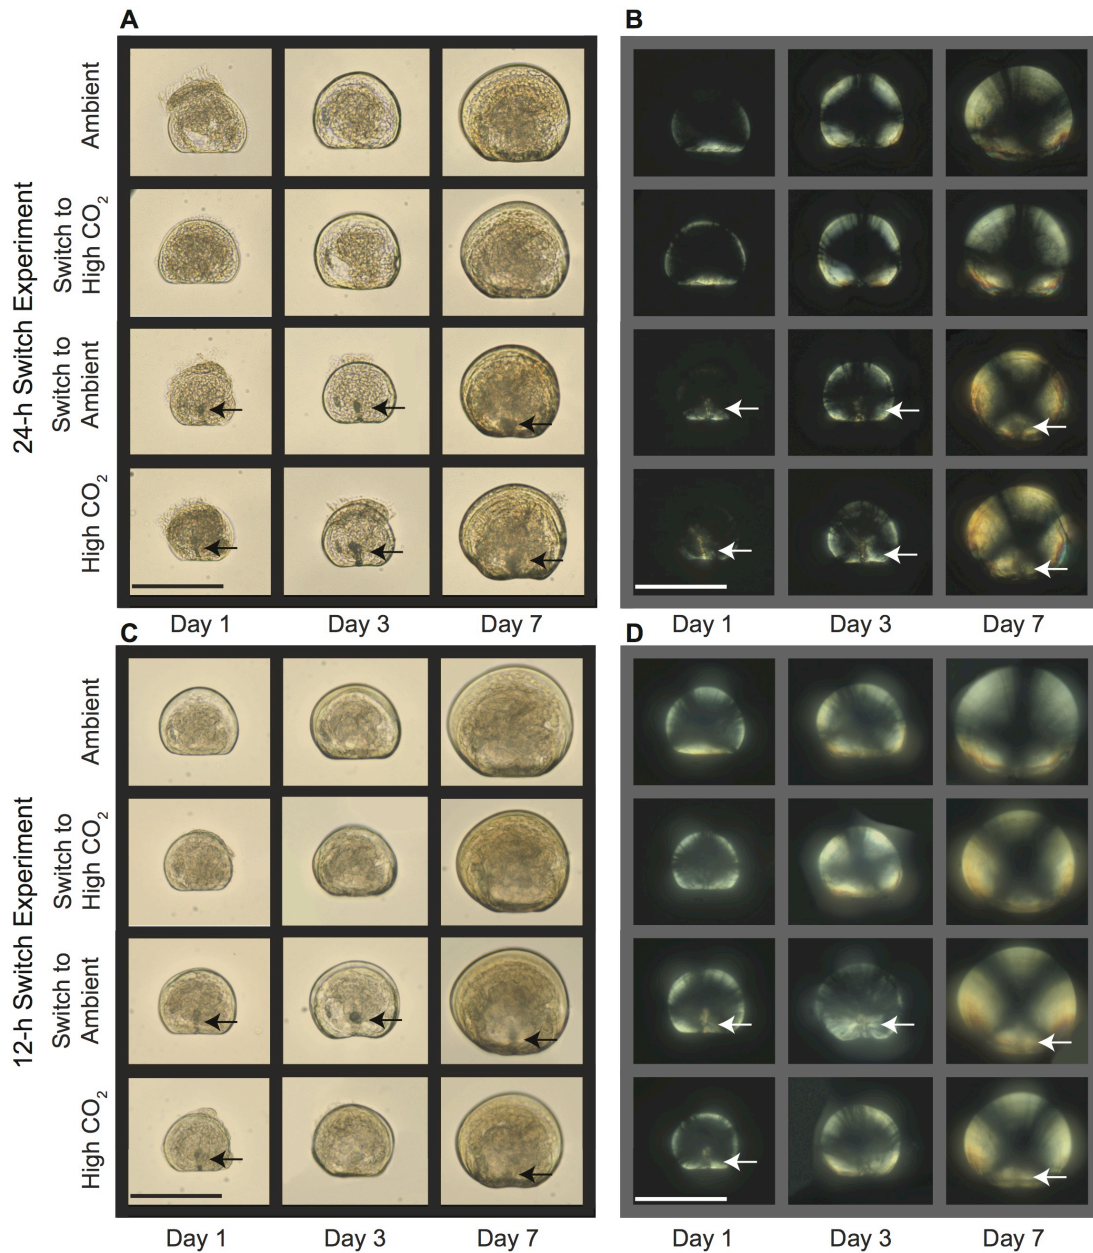 A
B
24-h Switch Experiment
Ambient
Switch to
High CO₂
Switch to
Ambient
High CO₂
Day 1
Day 3
Day 7
Day 1
Day 3
Day 7
C
D
12-h Switch Experiment
Ambient
Switch to
High CO₂
Switch to
Ambient
High CO₂
Day 1
Day 3
Day 7
Day 1
Day 3
Day 7